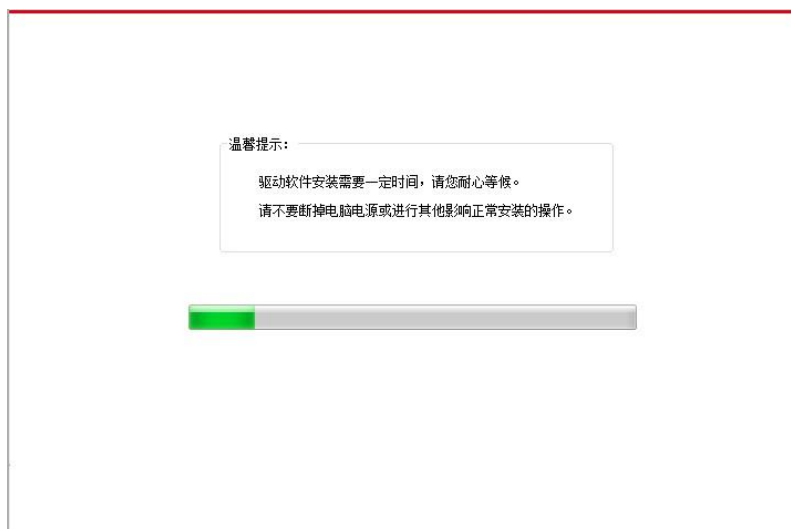 温馨提示：
驱动软件安装需要一定时间，请您耐心等候。
请不要断掉电脑电源或进行其他影响正常安装的操作。